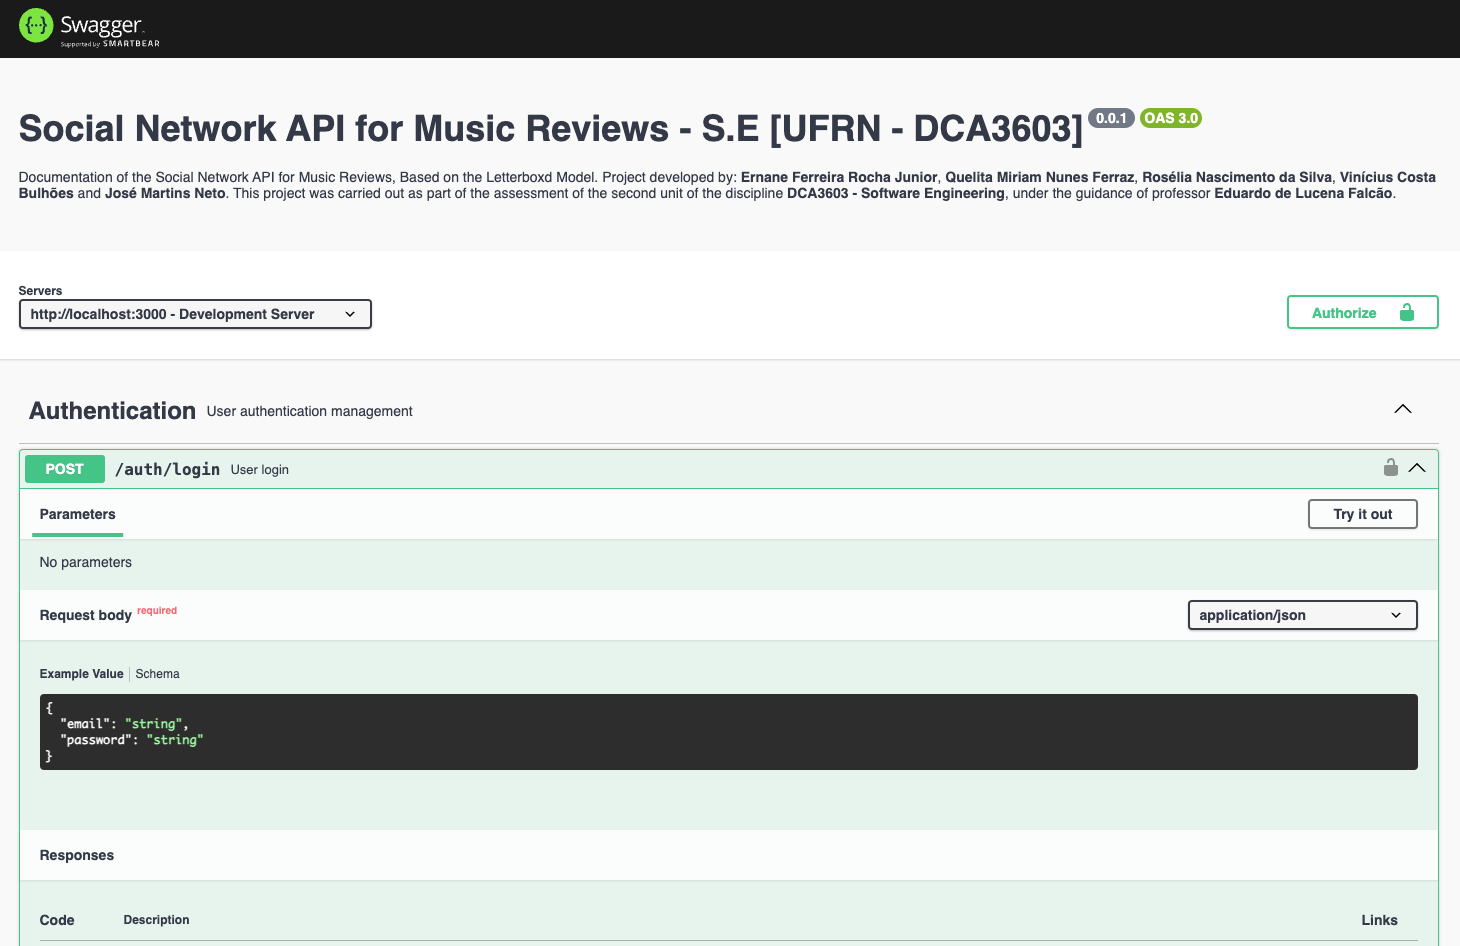 Swagger
Supported by SMARTBEAR
Social Network API for Music Reviews - S.E [UFRN - DCA3603] 0.0.1 OAS 3.0
Documentation of the Social Network API for Music Reviews, Based on the Letterboxd Model. Project developed by: Ernane Ferreira Rocha Junior, Quelita Miriam Nunes Ferraz, Rosélia Nascimento da Silva, Vinícius Costa
Bulhões and José Martins Neto. This project was carried out as part of the assessment of the second unit of the discipline DCA3603 - Software Engineering, under the guidance of professor Eduardo de Lucena Falcão.
Servers
http://localhost:3000 - Development Server
Authorize
Authentication User authentication management
POST /auth/login User login
Parameters
Try it out
No parameters
Request body required
application/json
Example Value Schema
{
"email": "string",
"password": "string"
}
Responses
Code Description Links